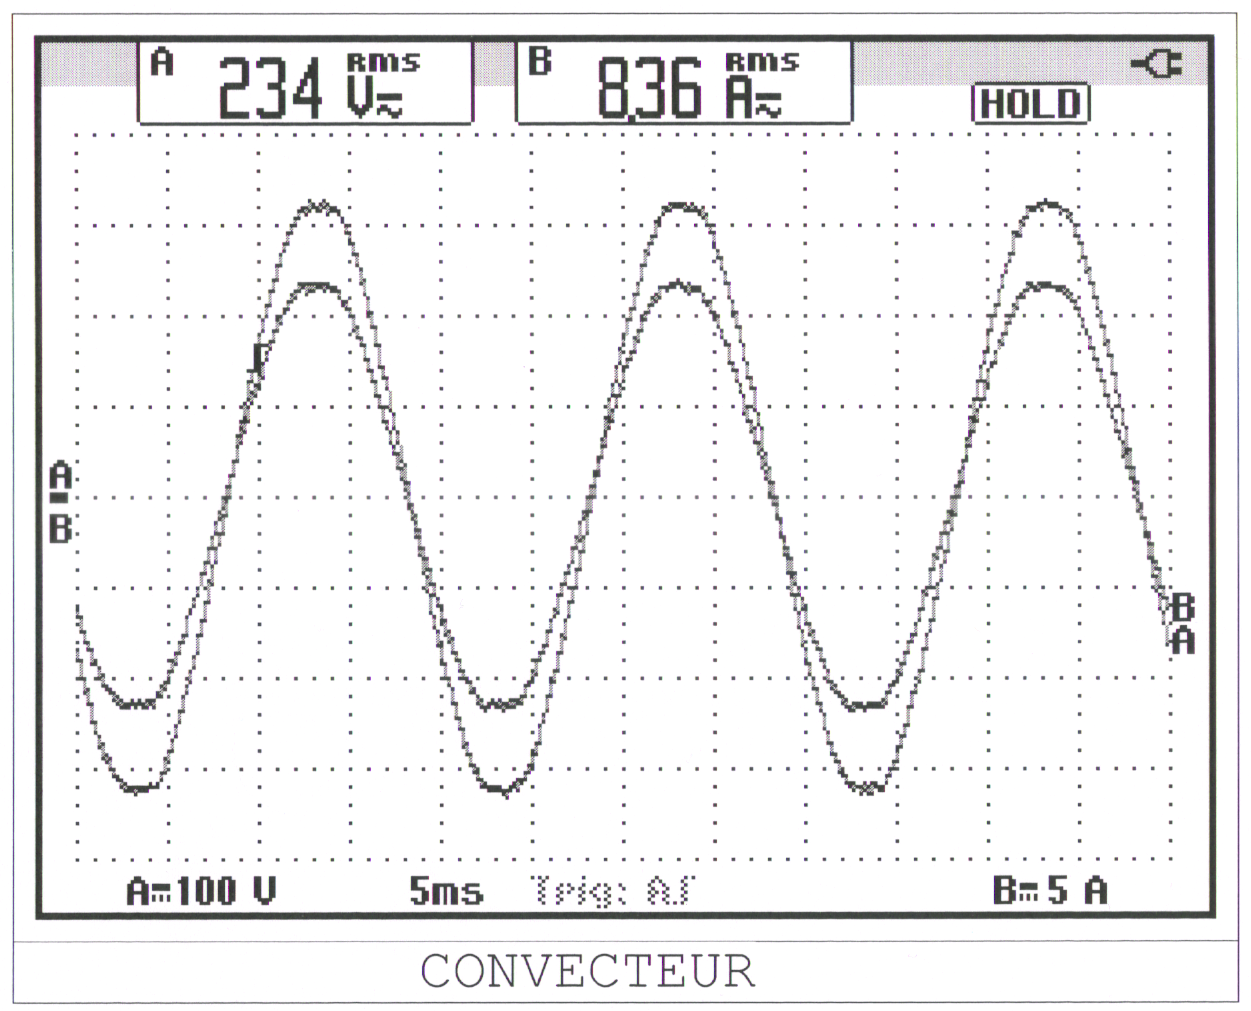 A 234 rms V B 8.36 rms A
HOLD
A
B
B
A
A 100 V 5ms Trig: A B 5 A
CONVECTEUR